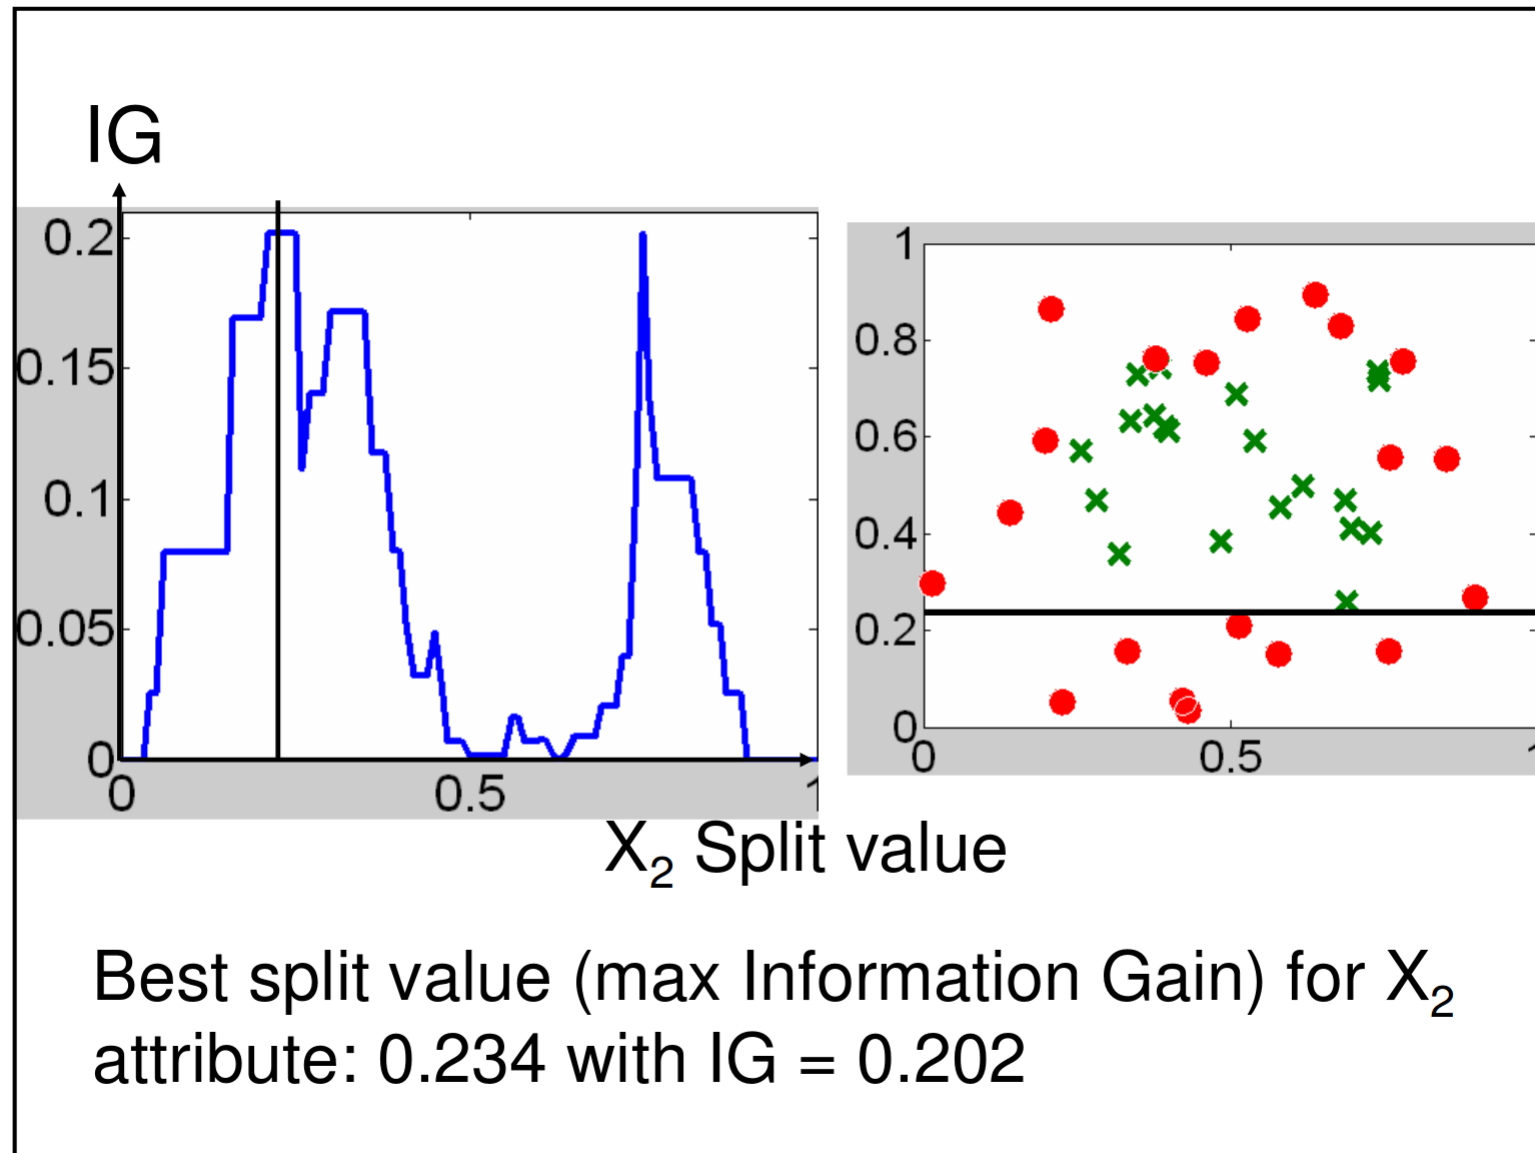 IG
0.2
0.15
0.1
0.05
0
0 0.5 1
1
0.8
0.6
0.4
0.2
0
0 0.5 1
X₂ Split value
Best split value (max Information Gain) for X₂
attribute: 0.234 with IG = 0.202